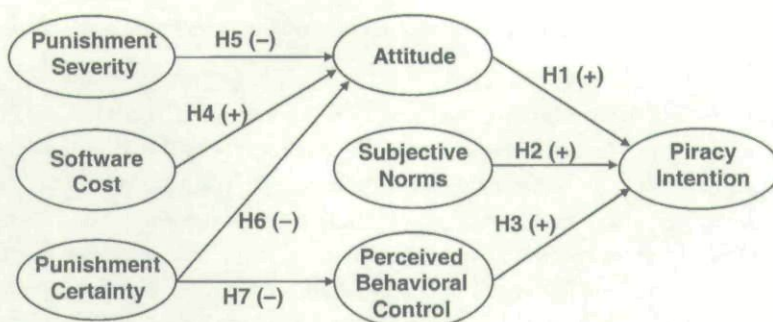 Punishment
Severity
H5 (–)
Attitude
H1 (+)
H4 (+)
Software
Cost
Subjective
Norms
H2 (+)
Piracy
Intention
H6 (–)
H3 (+)
Punishment
Certainty
H7 (–)
Perceived
Behavioral
Control